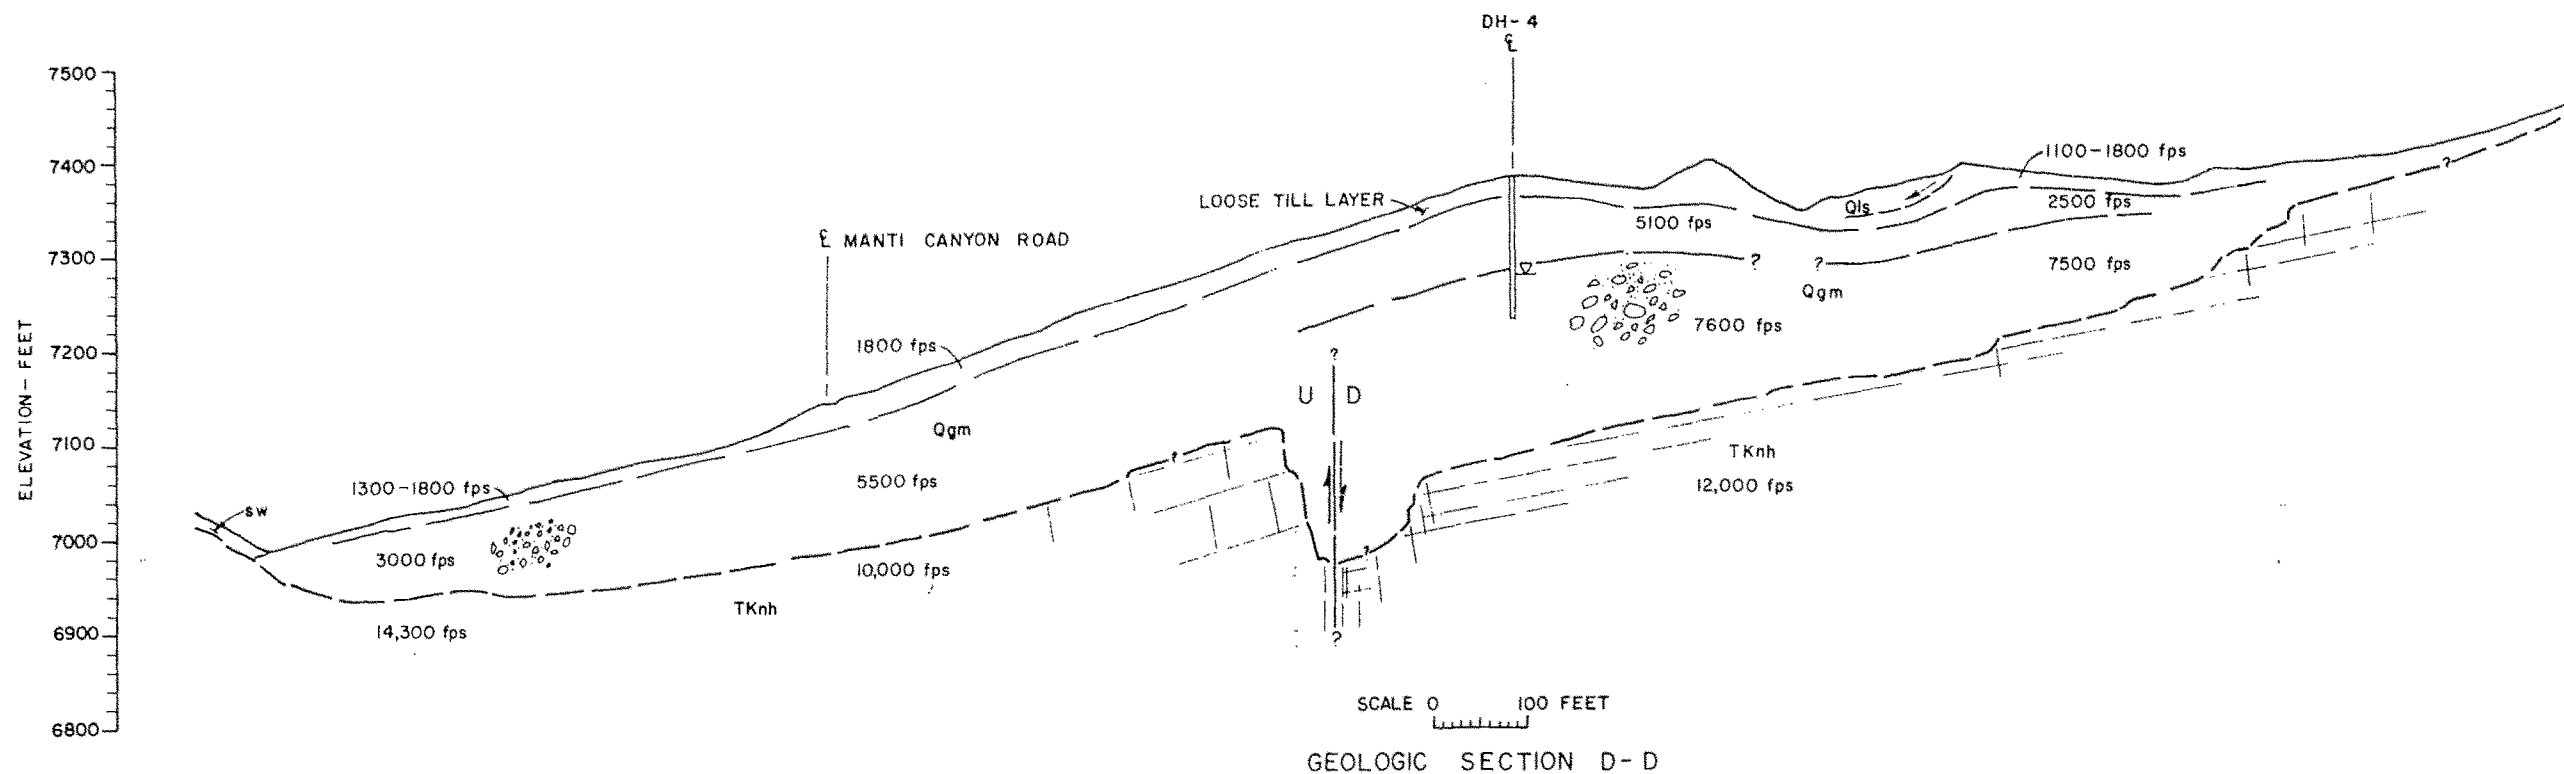 DH-4
℄
7500
7400
7300
7200
7100
7000
6900
6800
ELEVATION-FEET
1100-1800 fps
LOOSE TILL LAYER
Qls
2500 fps
5100 fps
℄ MANTI CANYON ROAD
?
?
?
7500 fps
Qgm
7600 fps
1800 fps
?
U D
Qgm
?
TKnh
12,000 fps
5500 fps
1300-1800 fps
sw
3000 fps
10,000 fps
?
TKnh
14,300 fps
?
SCALE 0 100 FEET
GEOLOGIC SECTION D-D